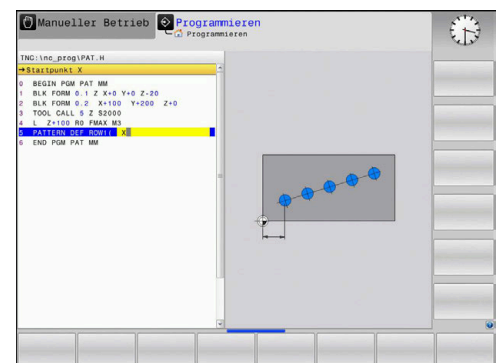 Manueller Betrieb
Programmieren
Programmieren
TNC:\nc_prog\PAT.H
→Startpunkt X
0 BEGIN PGM PAT MM
1 BLK FORM 0.1 Z X+0 Y+0 Z-20
2 BLK FORM 0.2 X+100 Y+200 Z+0
3 TOOL CALL 5 Z S2000
4 L Z+100 R0 FMAX M3
5 PATTERN DEF ROW1( X
6 END PGM PAT MM